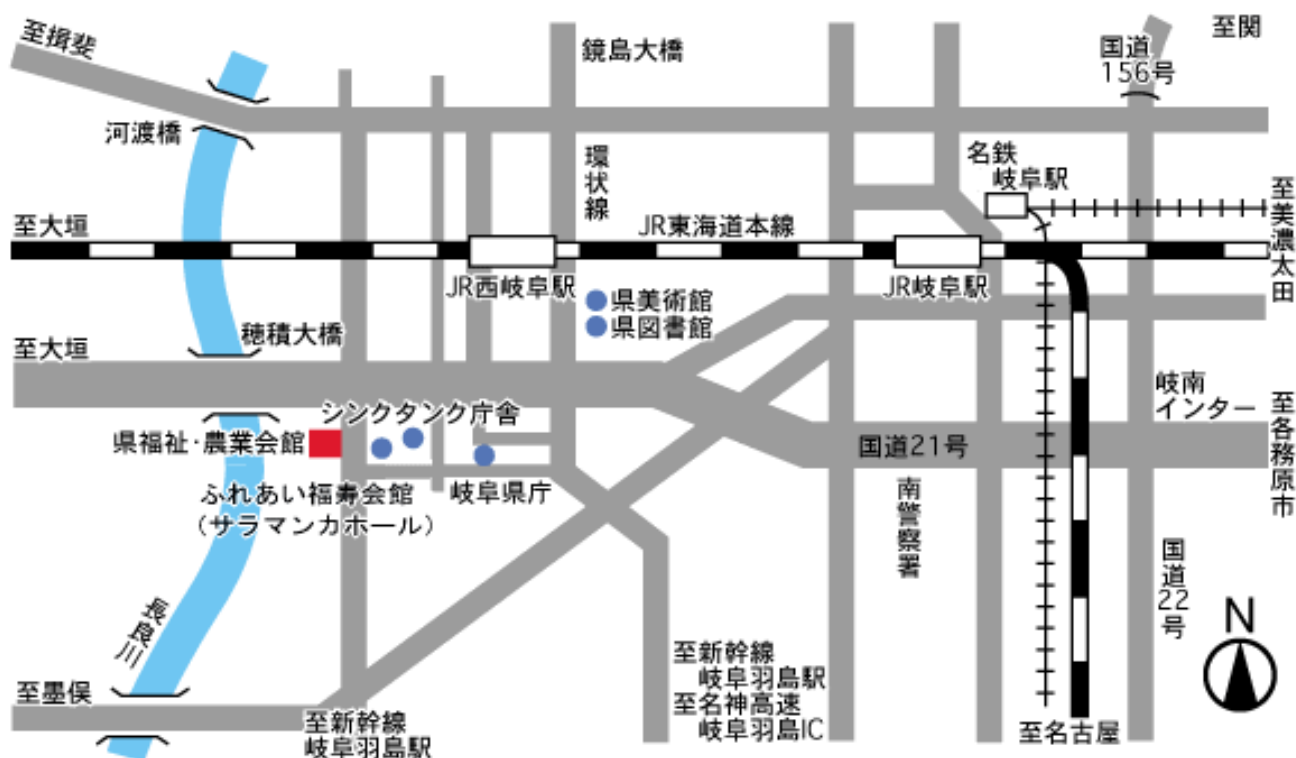 至揖斐
鏡島大橋
国道
156号
至関
河渡橋
環状線
名鉄
岐阜駅
至美濃太田
至大垣
JR東海道本線
JR西岐阜駅
JR岐阜駅
県美術館
県図書館
穂積大橋
至大垣
岐南
インター
至各務原市
シンクタンク庁舎
県福祉・農業会館
国道21号
ふれあい福寿会館
（サラマンカホール）
岐阜県庁
南警察署
国道22号
長良川
N
至墨俣
至新幹線
岐阜羽島駅
至新幹線
岐阜羽島駅
至名神高速
岐阜羽島IC
至名古屋